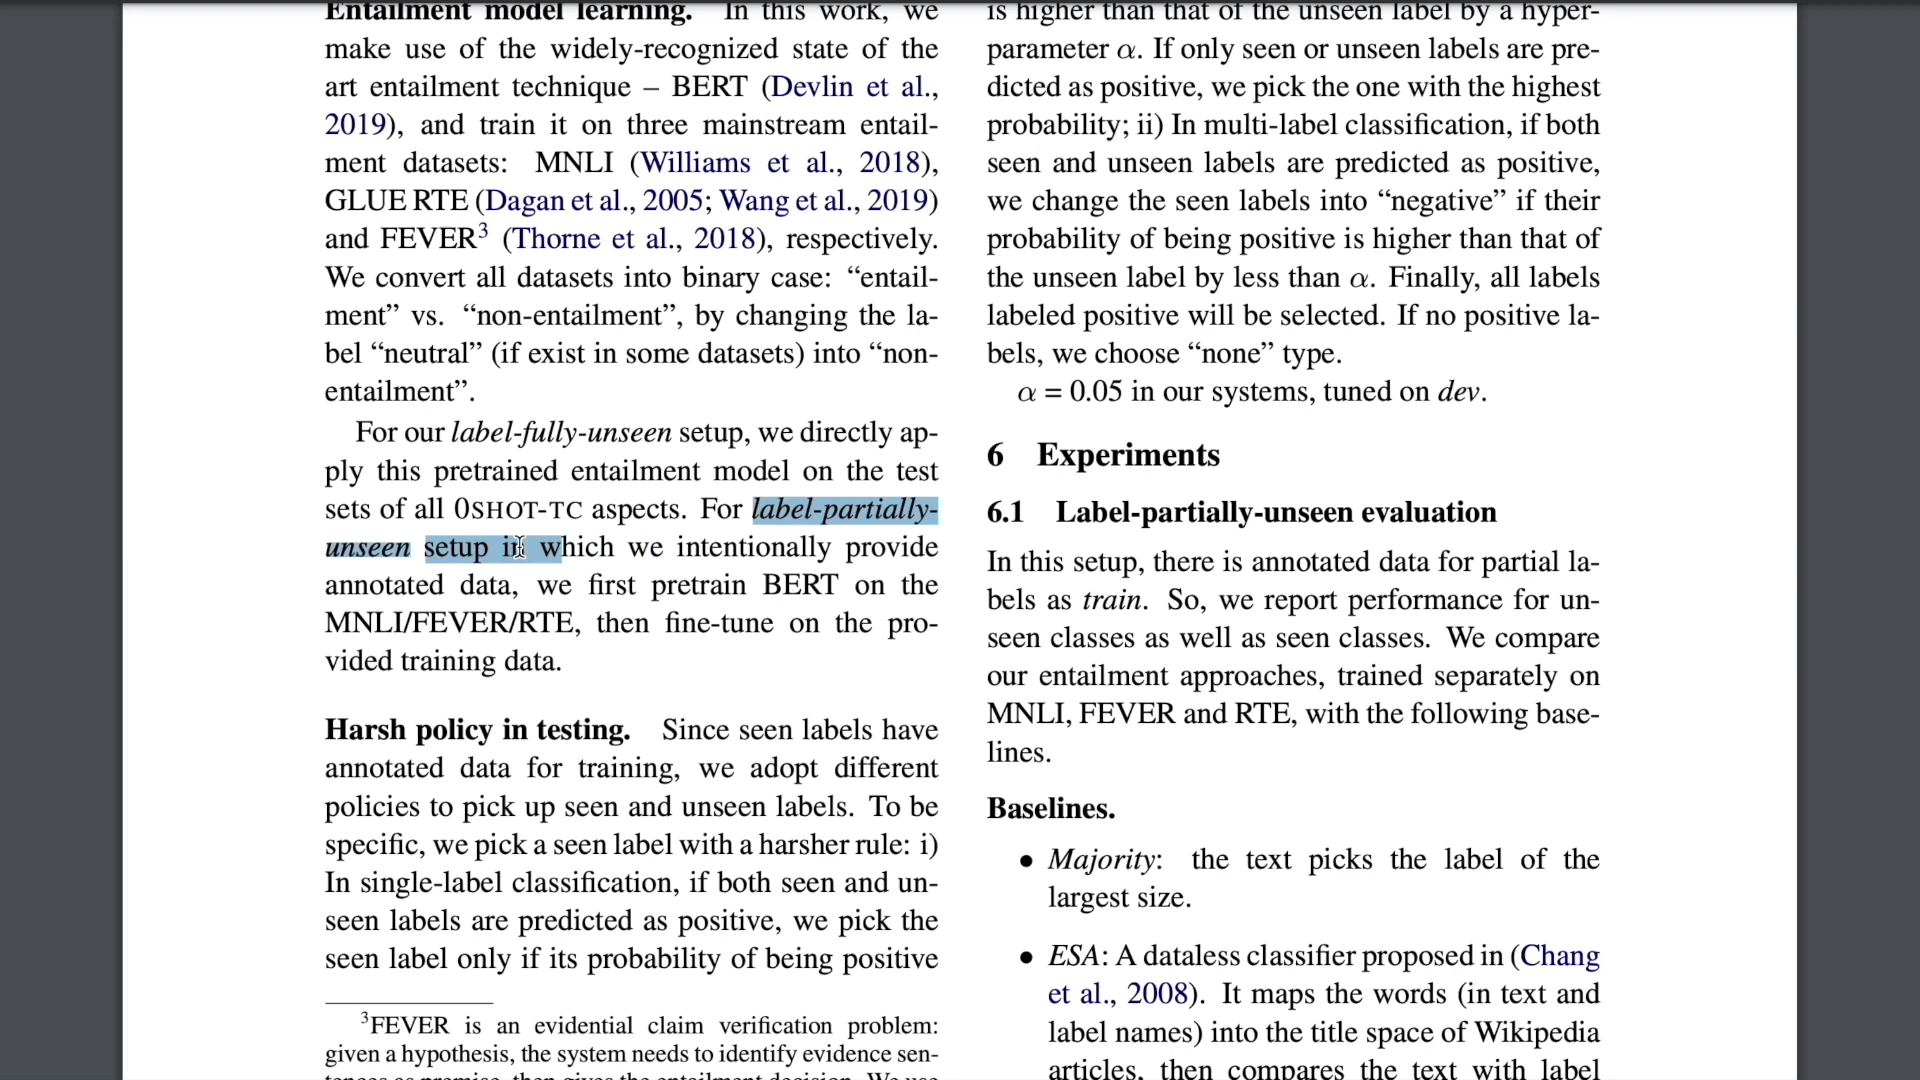 Entailment model learning. In this work, we
make use of the widely-recognized state of the
art entailment technique – BERT (Devlin et al.,
2019), and train it on three mainstream entail-
ment datasets: MNLI (Williams et al., 2018),
GLUE RTE (Dagan et al., 2005; Wang et al., 2019)
and FEVER³ (Thorne et al., 2018), respectively.
We convert all datasets into binary case: “entail-
ment” vs. “non-entailment”, by changing the la-
bel “neutral” (if exist in some datasets) into “non-
entailment”.
For our label-fully-unseen setup, we directly ap-
ply this pretrained entailment model on the test
sets of all 0SHOT-TC aspects. For label-partially-
unseen setup in which we intentionally provide
annotated data, we first pretrain BERT on the
MNLI/FEVER/RTE, then fine-tune on the pro-
vided training data.
Harsh policy in testing. Since seen labels have
annotated data for training, we adopt different
policies to pick up seen and unseen labels. To be
specific, we pick a seen label with a harsher rule: i)
In single-label classification, if both seen and un-
seen labels are predicted as positive, we pick the
seen label only if its probability of being positive
³FEVER is an evidential claim verification problem:
given a hypothesis, the system needs to identify evidence sen-
tences as premise, then gives the entailment decision. We use
is higher than that of the unseen label by a hyper-
parameter α. If only seen or unseen labels are pre-
dicted as positive, we pick the one with the highest
probability; ii) In multi-label classification, if both
seen and unseen labels are predicted as positive,
we change the seen labels into “negative” if their
probability of being positive is higher than that of
the unseen label by less than α. Finally, all labels
labeled positive will be selected. If no positive la-
bels, we choose “none” type.
α = 0.05 in our systems, tuned on dev.
6 Experiments
6.1 Label-partially-unseen evaluation
In this setup, there is annotated data for partial la-
bels as train. So, we report performance for un-
seen classes as well as seen classes. We compare
our entailment approaches, trained separately on
MNLI, FEVER and RTE, with the following base-
lines.
Baselines.
• Majority: the text picks the label of the
largest size.
• ESA: A dataless classifier proposed in (Chang
et al., 2008). It maps the words (in text and
label names) into the title space of Wikipedia
articles, then compares the text with label